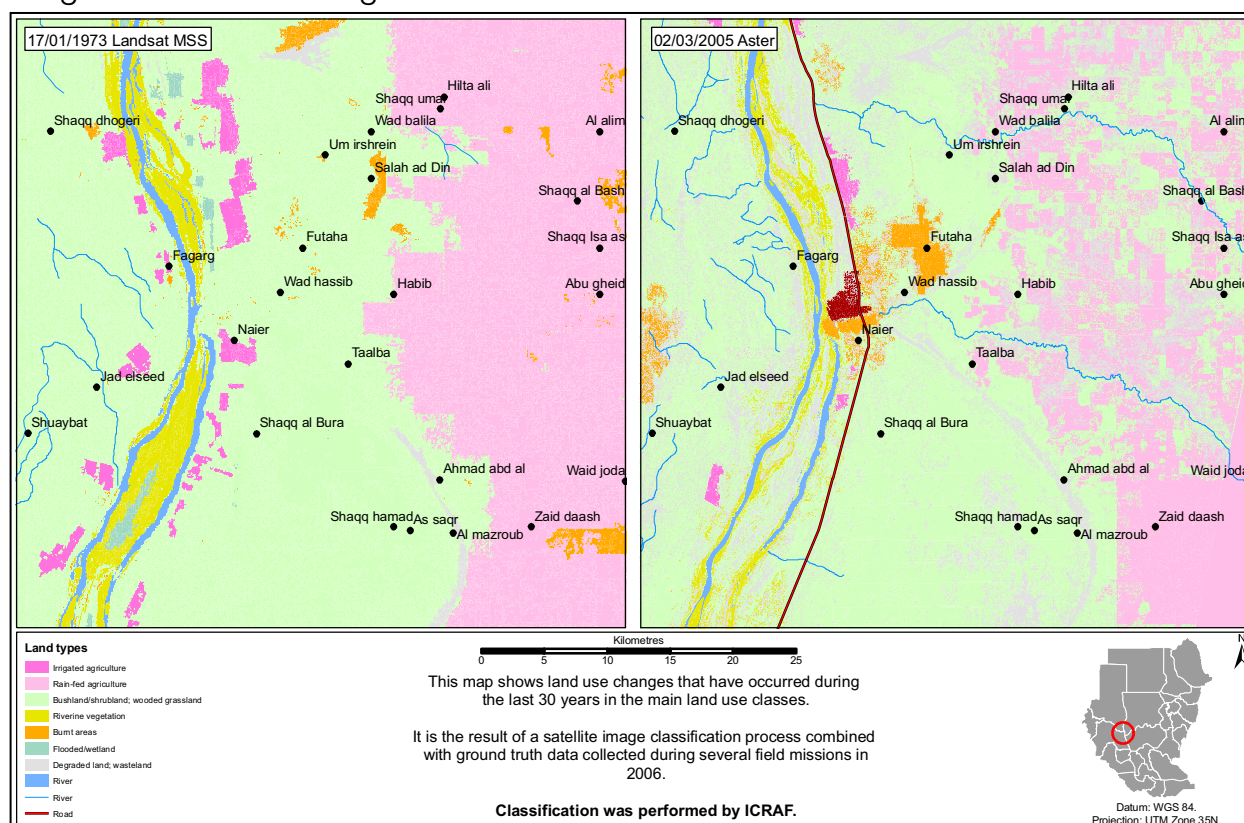 17/01/1973 Landsat MSS
Hilta ali
Shaqq umar
Shaqq dhogeri
Wad balila
Al alim
Um irshrein
Salah ad Din
Shaqq al Bash
Futaha
Shaqq Isa as
Fagarg
Wad hassib
Habib
Abu gheid
Naier
Taalba
Jad elseed
Shuaybat
Shaqq al Bura
Ahmad abd al
Waid joda
Shaqq hamad
As saqr
Zaid daash
Al mazroub
02/03/2005 Aster
Hilta ali
Shaqq umar
Shaqq dhogeri
Wad balila
Al alim
Um irshrein
Salah ad Din
Shaqq al Bash
Futaha
Shaqq Isa as
Fagarg
Wad hassib
Habib
Abu gheid
Naier
Taalba
Jad elseed
Shuaybat
Shaqq al Bura
Ahmad abd al
Waid joda
Shaqq hamad
As saqr
Zaid daash
Al mazroub
Land types
Irrigated agriculture
Rain-fed agriculture
Bushland/shrubland; wooded grassland
Riverine vegetation
Burnt areas
Flooded/wetland
Degraded land; wasteland
River
River
Road
Kilometres
0 5 10 15 20 25
This map shows land use changes that have occurred during
the last 30 years in the main land use classes.
It is the result of a satellite image classification process combined
with ground truth data collected during several field missions in
2006.
Classification was performed by ICRAF.
N
Datum: WGS 84.
Projection: UTM Zone 35N